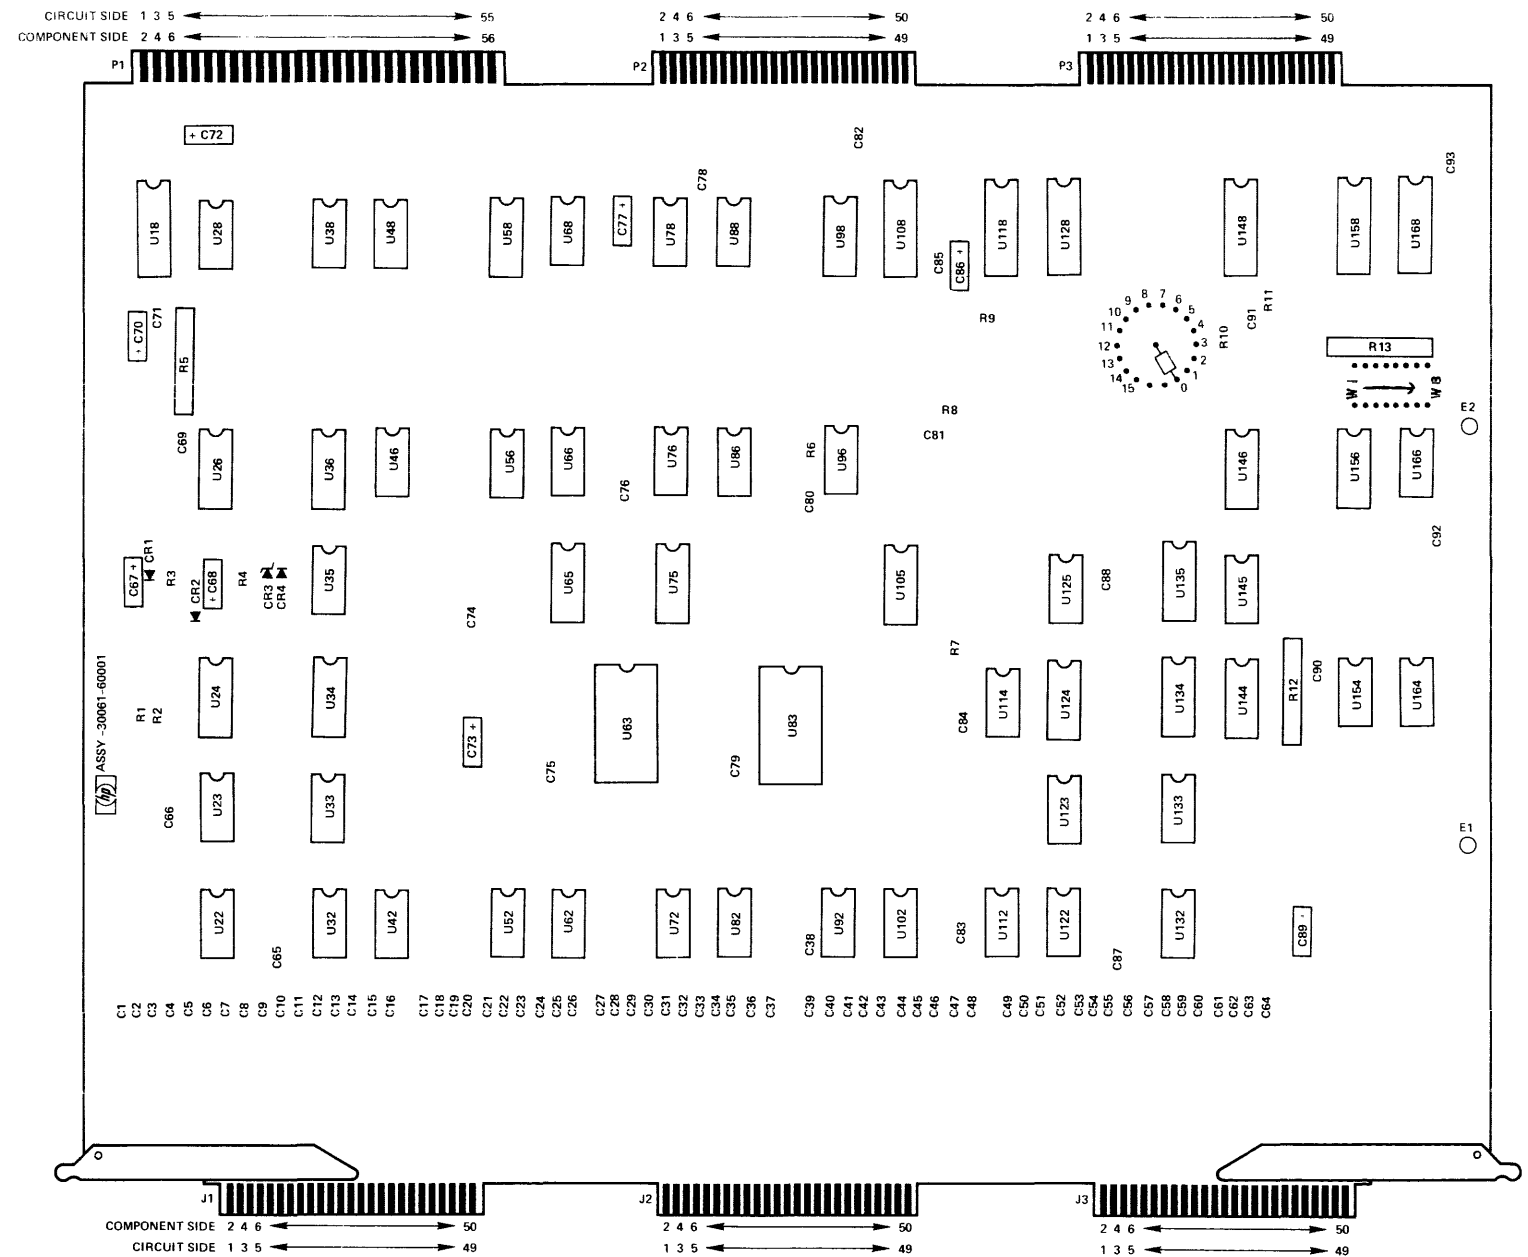 CIRCUIT SIDE 1 3 5 55
COMPONENT SIDE 2 4 6 56
2 4 6 50
1 3 5 49
2 4 6 50
1 3 5 49
P1
P2
P3
+ C72
C82
C78
C93
U18
U28
U38
U48
U58
U68
C77 +
U78
U88
U98
U108
C85
C86 +
U118
U128
U148
U158
U168
+ C70
C71
R5
R9
9 8 7 6 5 4 3 2 1 0
10 11 12 13 14 15
R10
C91
R11
R13
W1 W8
E2
R8
C81
C69
U26
U36
U46
U56
U66
C76
U76
U86
R6
C80
U96
U146
U156
U166
C92
C67 +
CR1
R3
CR2
+ C68
R4
CR3
CR4
U35
C74
U65
U75
U105
U125
C88
U135
U145
R7
ASSY -30061-60001
hp
R1
R2
U24
U34
C73 +
C75
U63
C79
U83
C84
U114
U124
U134
U144
R12
C90
U154
U164
C66
U23
U33
U123
U133
E1
U22
C65
U32
U42
U52
U62
U72
U82
C38
U92
U102
C83
U112
U122
C87
U132
C89 -
C1 C2 C3 C4 C5 C6 C7 C8 C9 C10 C11 C12 C13 C14 C15 C16 C17 C18 C19 C20 C21 C22 C23 C24 C25 C26 C27 C28 C29 C30 C31 C32 C33 C34 C35 C36 C37 C39 C40 C41 C42 C43 C44 C45 C46 C47 C48 C49 C50 C51 C52 C53 C54 C55 C56 C57 C58 C59 C60 C61 C62 C63 C64
J1
J2
J3
COMPONENT SIDE 2 4 6 50
CIRCUIT SIDE 1 3 5 49
2 4 6 50
1 3 5 49
2 4 6 50
1 3 5 49